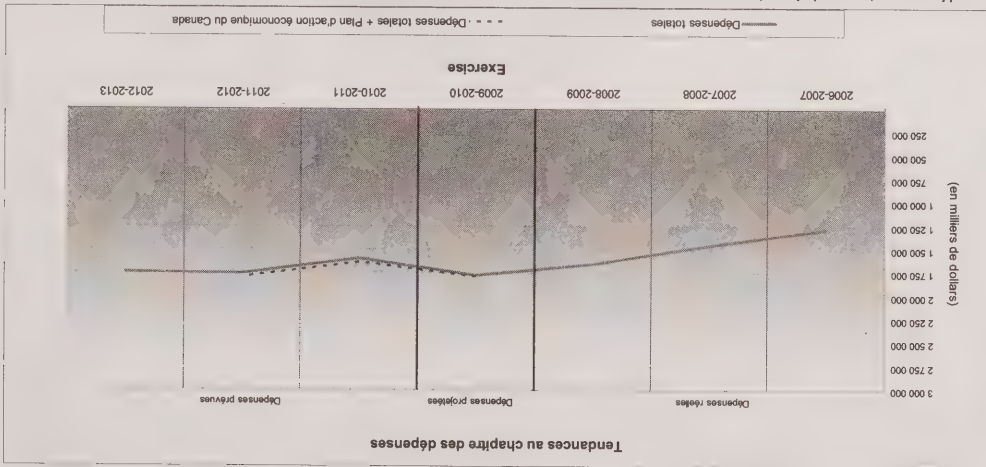 Tendances au chapitre des dépenses
Dépenses réelles
Dépenses projetées
Dépenses prévues
(en milliers de dollars)
3 000 000
2 750 000
2 500 000
2 250 000
2 000 000
1 750 000
1 500 000
1 250 000
1 000 000
750 000
500 000
250 000
2006-2007
2007-2008
2008-2009
2009-2010
2010-2011
2011-2012
2012-2013
Exercise
Dépenses totales
Dépenses totales + Plan d'action économique du Canada